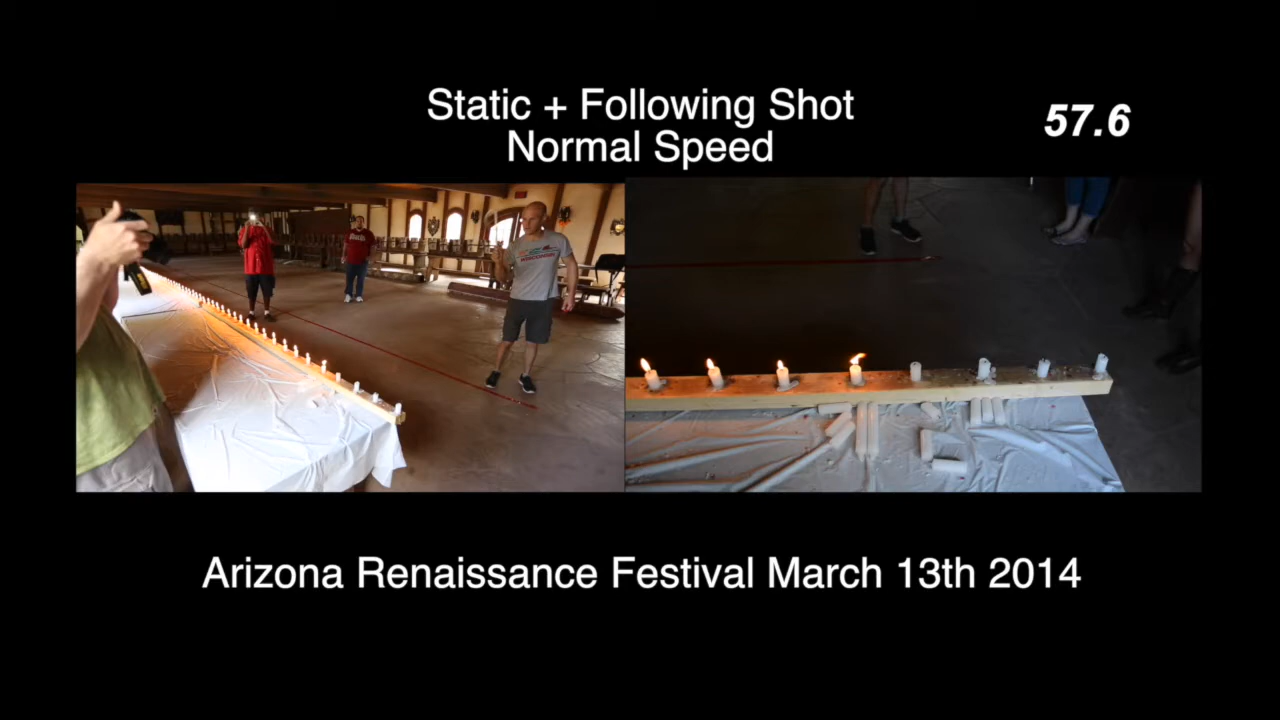 Static + Following Shot
Normal Speed
57.6
Arizona Renaissance Festival March 13th 2014